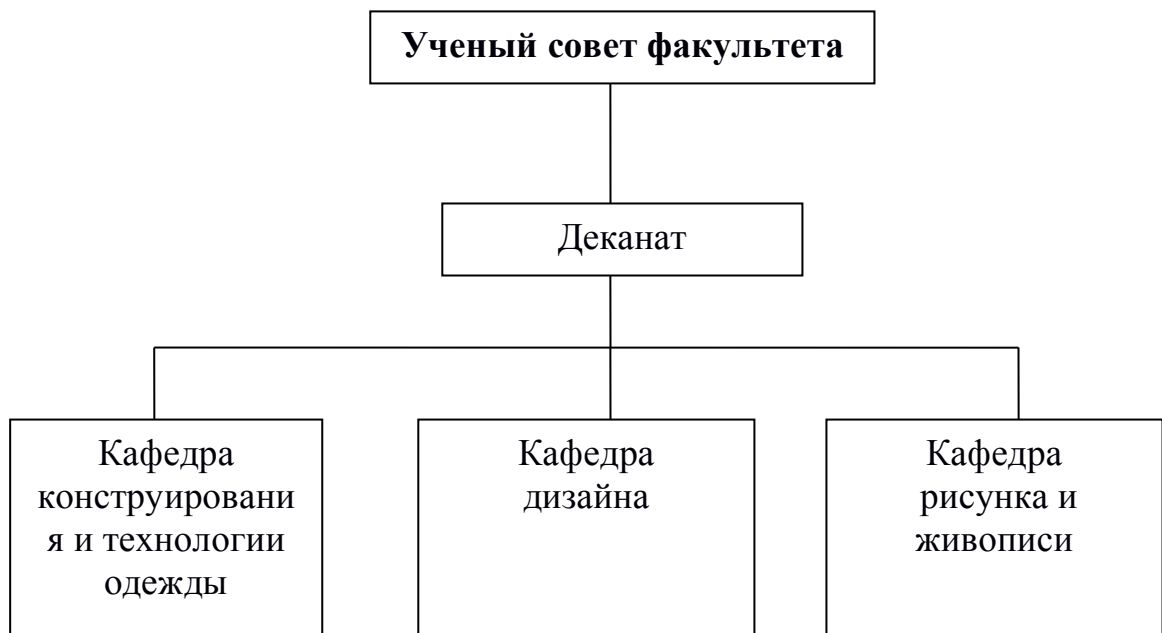 Ученый совет факультета
Деканат
Кафедра
конструировани
я и технологии
одежды
Кафедра
дизайна
Кафедра
рисунка и
живописи